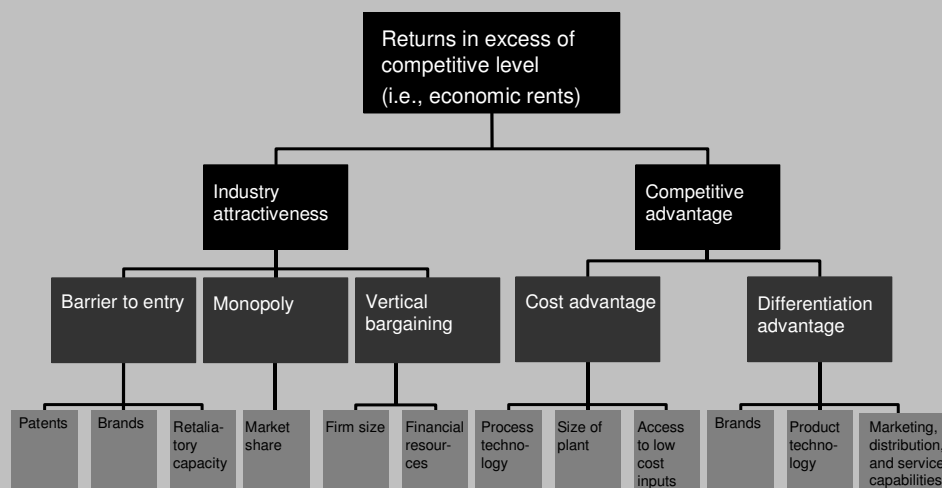 Returns in excess of
competitive level
(i.e., economic rents)
Industry
attractiveness
Competitive
advantage
Barrier to entry
Monopoly
Vertical
bargaining
Cost advantage
Differentiation
advantage
Patents
Brands
Retalia-
tory
capacity
Market
share
Firm size
Financial
resour-
ces
Process
techno-
logy
Size of
plant
Access
to low
cost
inputs
Brands
Product
techno-
logy
Marketing,
distribution,
and service
capabilities